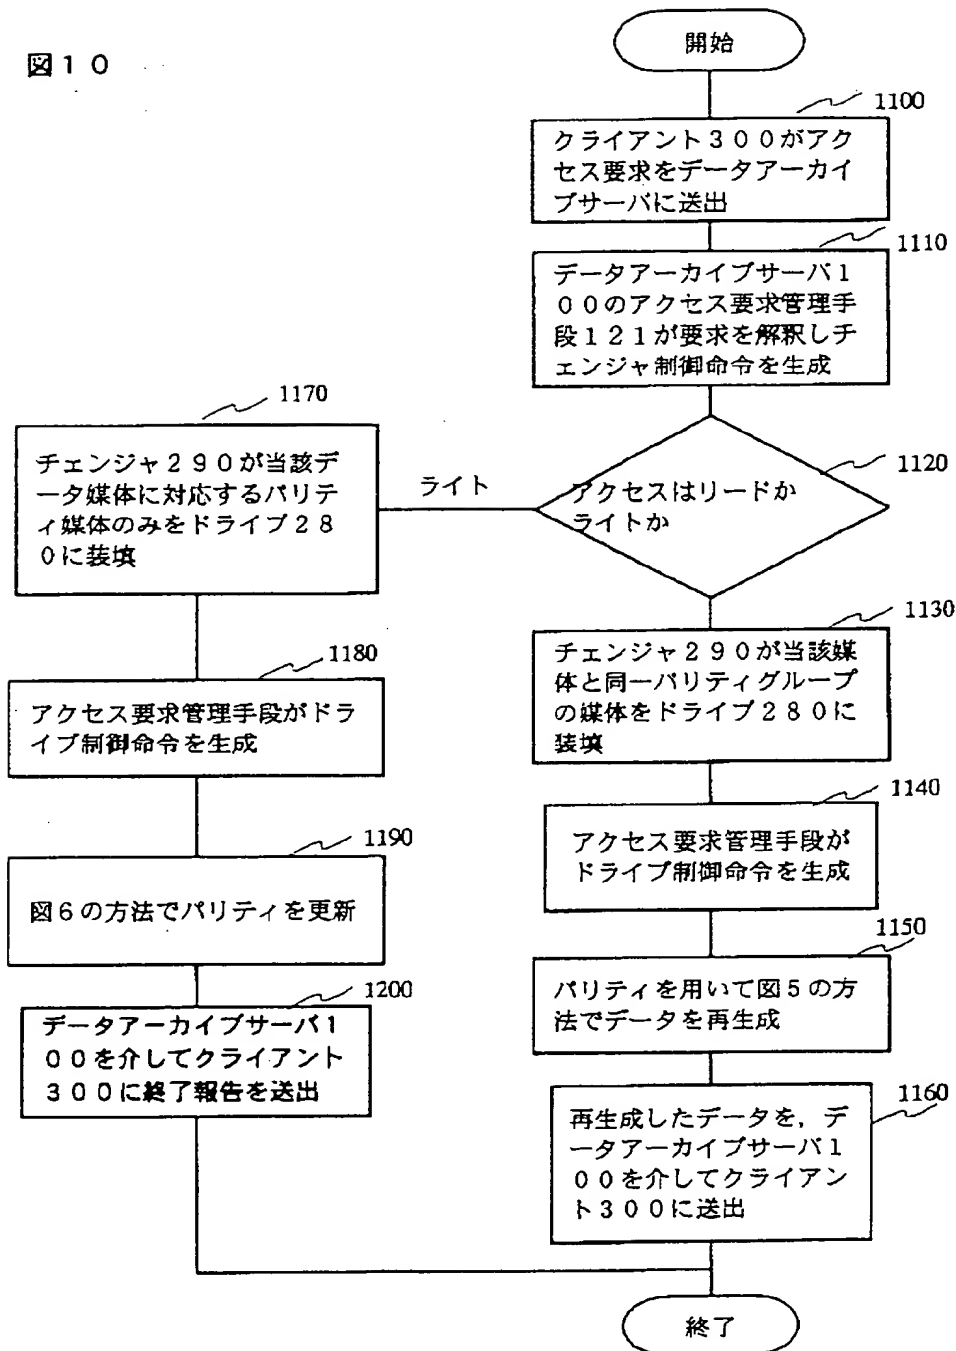 図１０
開始
1100
クライアント３００がアク
セス要求をデータアーカイ
ブサーバに送出
1110
データアーカイブサーバ１
００のアクセス要求管理手
段１２１が要求を解釈しチ
ェンジャ制御命令を生成
1120
アクセスはリードか
ライトか
ライト
1130
チェンジャ２９０が当該媒
体と同一パリティグループ
の媒体をドライブ２８０に
装填
1140
アクセス要求管理手段が
ドライブ制御命令を生成
1150
パリティを用いて図５の方
法でデータを再生成
1160
再生成したデータを，デー
タアーカイブサーバ１
００を介してクライアン
ト３００に送出
1170
チェンジャ２９０が当該デ
ータ媒体に対応するパリテ
ィ媒体のみをドライブ２８
０に装填
1180
アクセス要求管理手段がドラ
イブ制御命令を生成
1190
図６の方法でパリティを更新
1200
データアーカイブサーバ１
００を介してクライアント
３００に終了報告を送出
終了